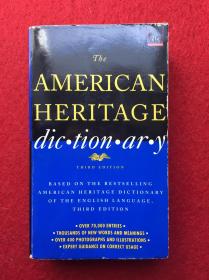 The
AMERICAN
HERITAGE
dic•tion•ar•y
THIRD EDITION
BASED ON THE BESTSELLING
AMERICAN HERITAGE DICTIONARY
OF THE ENGLISH LANGUAGE,
THIRD EDITION
• OVER 70,000 ENTRIES •
• THOUSANDS OF NEW WORDS AND MEANINGS •
• OVER 400 PHOTOGRAPHS AND ILLUSTRATIONS •
• EXPERT GUIDANCE ON CORRECT USAGE •